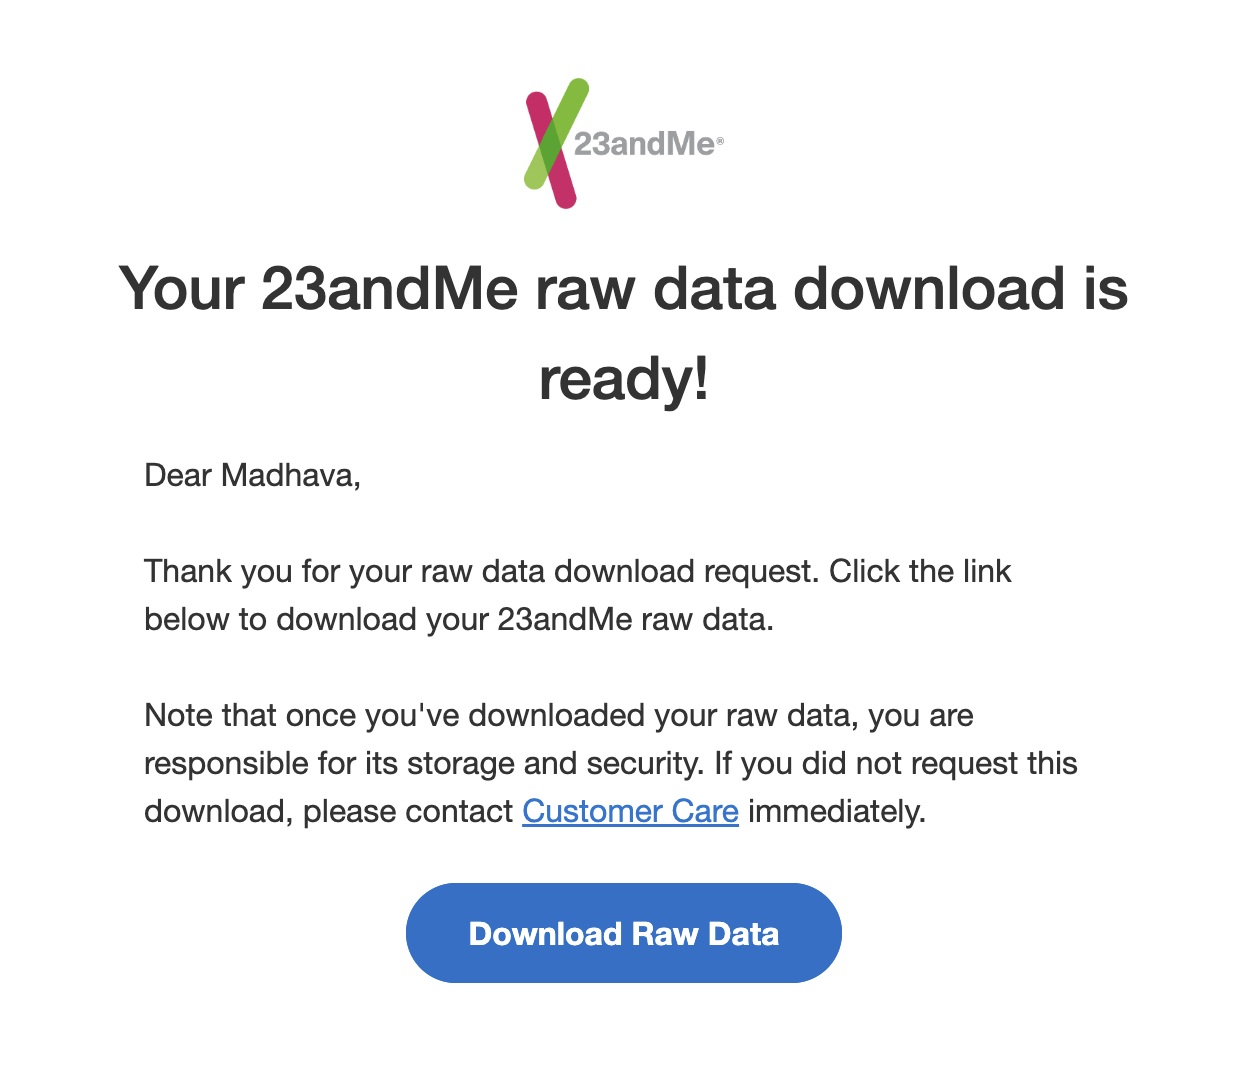 23andMe®
Your 23andMe raw data download is
ready!
Dear Madhava,
Thank you for your raw data download request. Click the link
below to download your 23andMe raw data.
Note that once you've downloaded your raw data, you are
responsible for its storage and security. If you did not request this
download, please contact Customer Care immediately.
Download Raw Data